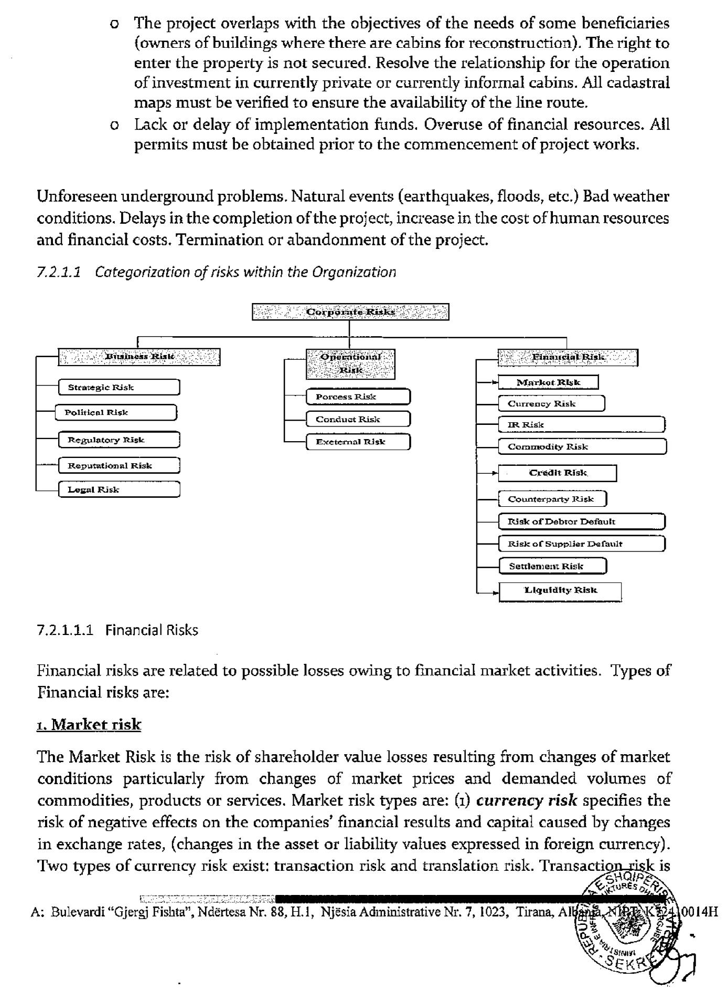 o The project overlaps with the objectives of the needs of some beneficiaries
(owners of buildings where there are cabins for reconstruction). The right to
enter the property is not secured. Resolve the relationship for the operation
of investment in currently private or currently informal cabins. All cadastral
maps must be verified to ensure the availability of the line route.
o Lack or delay of implementation funds. Overuse of financial resources. All
permits must be obtained prior to the commencement of project works.
Unforeseen underground problems. Natural events (earthquakes, floods, etc.) Bad weather
conditions. Delays in the completion of the project, increase in the cost of human resources
and financial costs. Termination or abandonment of the project.
7.2.1.1 Categorization of risks within the Organization
Corporate Risks
Business Risk
Strategic Risk
Political Risk
Regulatory Risk
Reputational Risk
Legal Risk
Operational
Risk
Porcess Risk
Conduct Risk
Exeternal Risk
Financial Risk
Market Risk
Currency Risk
IR Risk
Commodity Risk
Credit Risk
Counterparty Risk
Risk of Debtor Default
Risk of Supplier Default
Settlement Risk
Liquidity Risk
7.2.1.1.1 Financial Risks
Financial risks are related to possible losses owing to financial market activities. Types of
Financial risks are:
1. Market risk
The Market Risk is the risk of shareholder value losses resulting from changes of market
conditions particularly from changes of market prices and demanded volumes of
commodities, products or services. Market risk types are: (1) currency risk specifies the
risk of negative effects on the companies' financial results and capital caused by changes
in exchange rates, (changes in the asset or liability values expressed in foreign currency).
Two types of currency risk exist: transaction risk and translation risk. Transaction risk is
A: Bulevardi "Gjergj Fishta", Ndërtesa Nr. 88, H.1, Njësia Administrative Nr. 7, 1023, Tirana, Albania, NIPT: